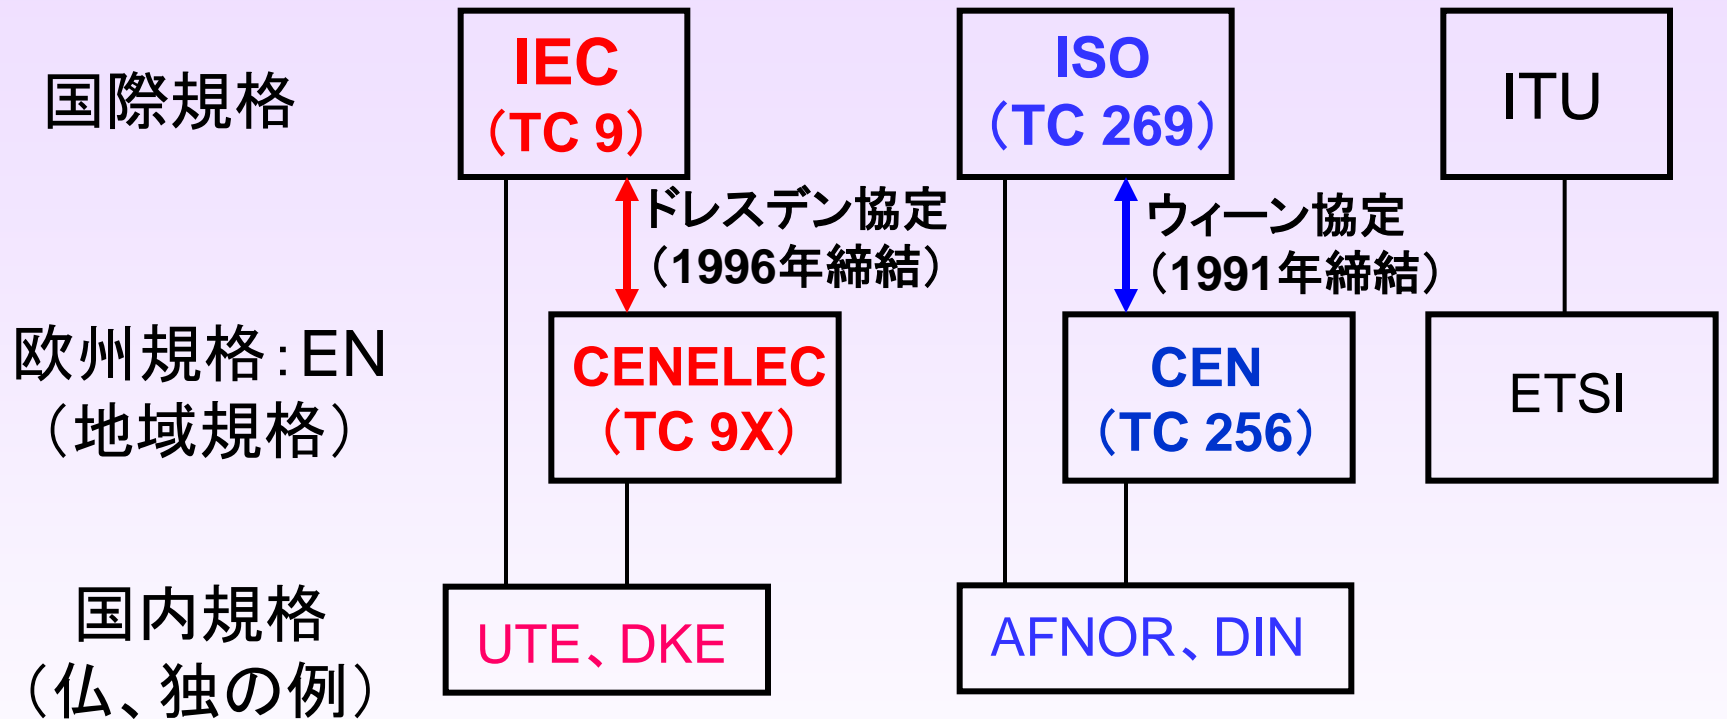 国際規格
IEC
（TC 9）
ISO
（TC 269）
ITU
ドレスデン協定
（1996年締結）
ウィーン協定
（1991年締結）
欧州規格：EN
（地域規格）
CENELEC
（TC 9X）
CEN
（TC 256）
ETSI
国内規格
（仏、独の例）
UTE、DKE
AFNOR、DIN